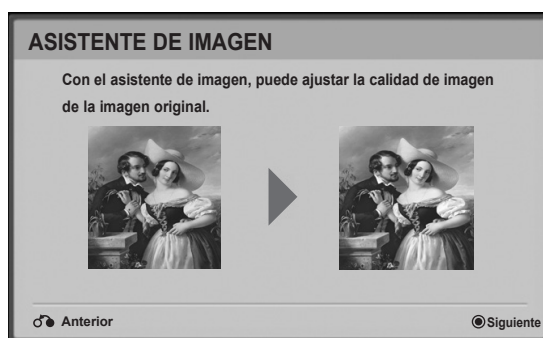 ASISTENTE DE IMAGEN
Con el asistente de imagen, puede ajustar la calidad de imagen
de la imagen original.
Anterior
Siguiente